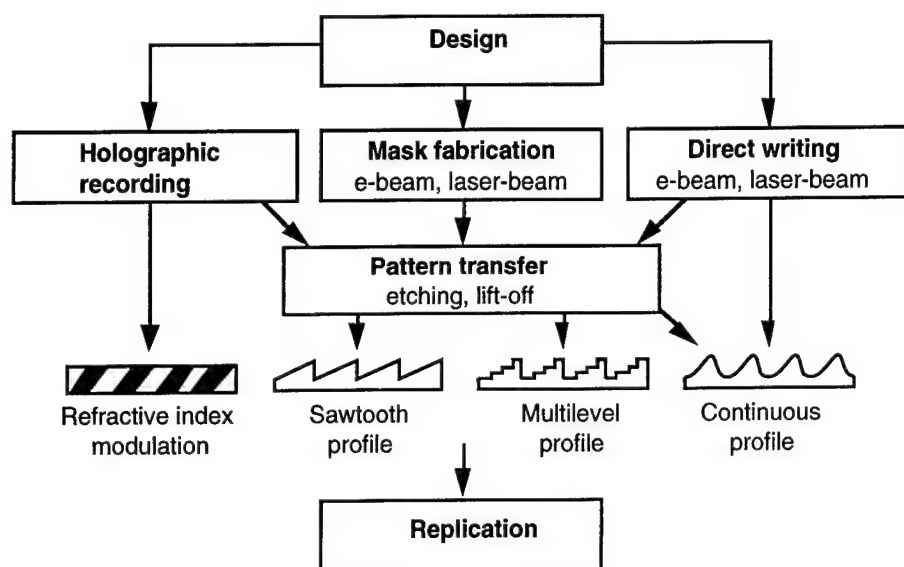 Design
Holographic
recording
Mask fabrication
e-beam, laser-beam
Direct writing
e-beam, laser-beam
Pattern transfer
etching, lift-off
Refractive index
modulation
Sawtooth
profile
Multilevel
profile
Continuous
profile
Replication